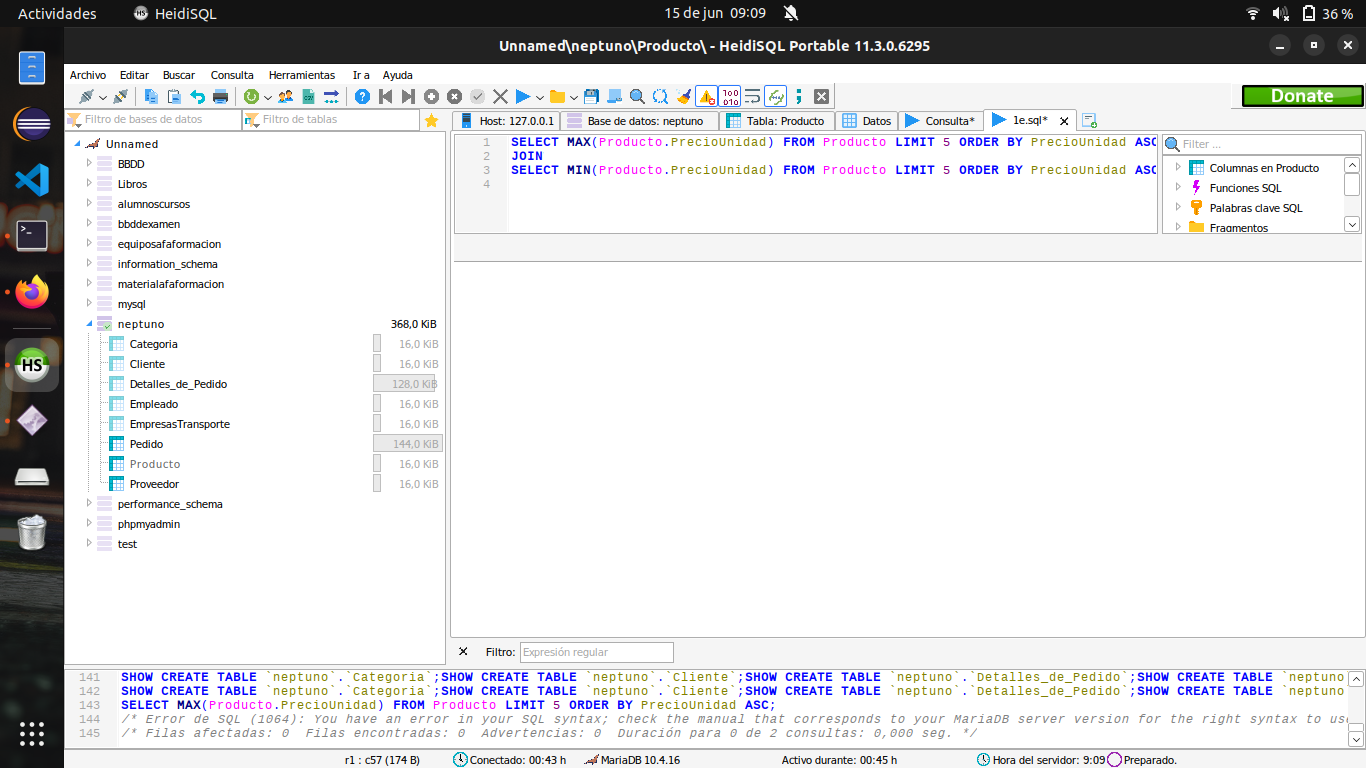 Actividades HeidiSQL 15 de jun 09:09 36 %
Unnamed\neptuno\Producto\ - HeidiSQL Portable 11.3.0.6295
Archivo Editar Buscar Consulta Herramientas Ir a Ayuda
Donate
Filtro de bases de datos Filtro de tablas
Host: 127.0.0.1 Base de datos: neptuno Tabla: Producto Datos Consulta* 1e.sql*
Unnamed
BBDD
Libros
alumnoscursos
bbddexamen
equiposafaformacion
information_schema
materialafaformacion
mysql
neptuno 368,0 KiB
Categoria 16,0 KiB
Cliente 16,0 KiB
Detalles_de_Pedido 128,0 KiB
Empleado 16,0 KiB
EmpresasTransporte 16,0 KiB
Pedido 144,0 KiB
Producto 16,0 KiB
Proveedor 16,0 KiB
performance_schema
phpmyadmin
test
HS
1 SELECT MAX(Producto.PrecioUnidad) FROM Producto LIMIT 5 ORDER BY PrecioUnidad ASC
2 JOIN
3 SELECT MIN(Producto.PrecioUnidad) FROM Producto LIMIT 5 ORDER BY PrecioUnidad ASC
4
Filter ...
Columnas en Producto
Funciones SQL
Palabras clave SQL
Fragmentos
Filtro: Expresión regular
141 SHOW CREATE TABLE `neptuno`.`Categoria`;SHOW CREATE TABLE `neptuno`.`Cliente`;SHOW CREATE TABLE `neptuno`.`Detalles_de_Pedido`;SHOW CREATE TABLE `neptuno
142 SHOW CREATE TABLE `neptuno`.`Categoria`;SHOW CREATE TABLE `neptuno`.`Cliente`;SHOW CREATE TABLE `neptuno`.`Detalles_de_Pedido`;SHOW CREATE TABLE `neptuno
143 SELECT MAX(Producto.PrecioUnidad) FROM Producto LIMIT 5 ORDER BY PrecioUnidad ASC;
144 /* Error de SQL (1064): You have an error in your SQL syntax; check the manual that corresponds to your MariaDB server version for the right syntax to us
145 /* Filas afectadas: 0 Filas encontradas: 0 Advertencias: 0 Duración para 0 de 2 consultas: 0,000 seg. */
r1 : c57 (174 B) Conectado: 00:43 h MariaDB 10.4.16 Activo durante: 00:45 h Hora del servidor: 9:09 Preparado.